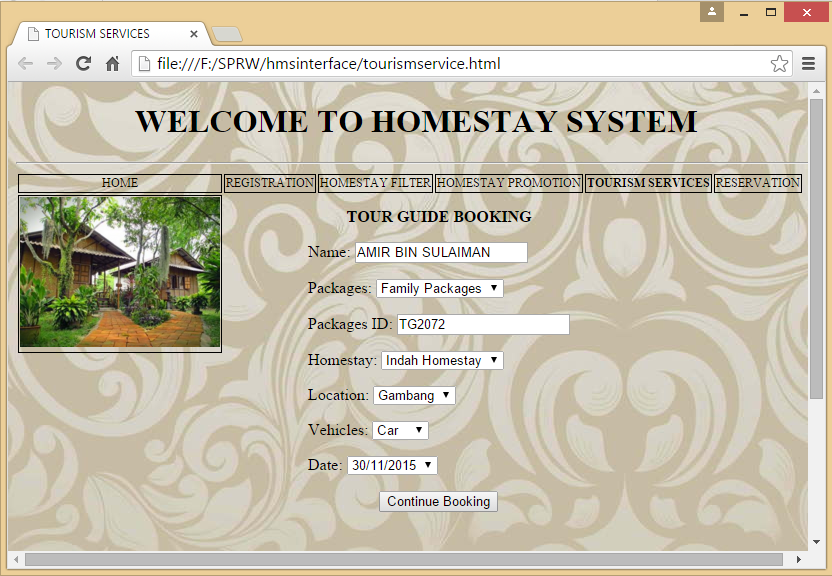 TOURISM SERVICES
file:///F:/SPRW/hmsinterface/tourismservice.html
WELCOME TO HOMESTAY SYSTEM
HOME REGISTRATION HOMESTAY FILTER HOMESTAY PROMOTION TOURISM SERVICES RESERVATION
TOUR GUIDE BOOKING
Name: AMIR BIN SULAIMAN
Packages: Family Packages
Packages ID: TG2072
Homestay: Indah Homestay
Location: Gambang
Vehicles: Car
Date: 30/11/2015
Continue Booking